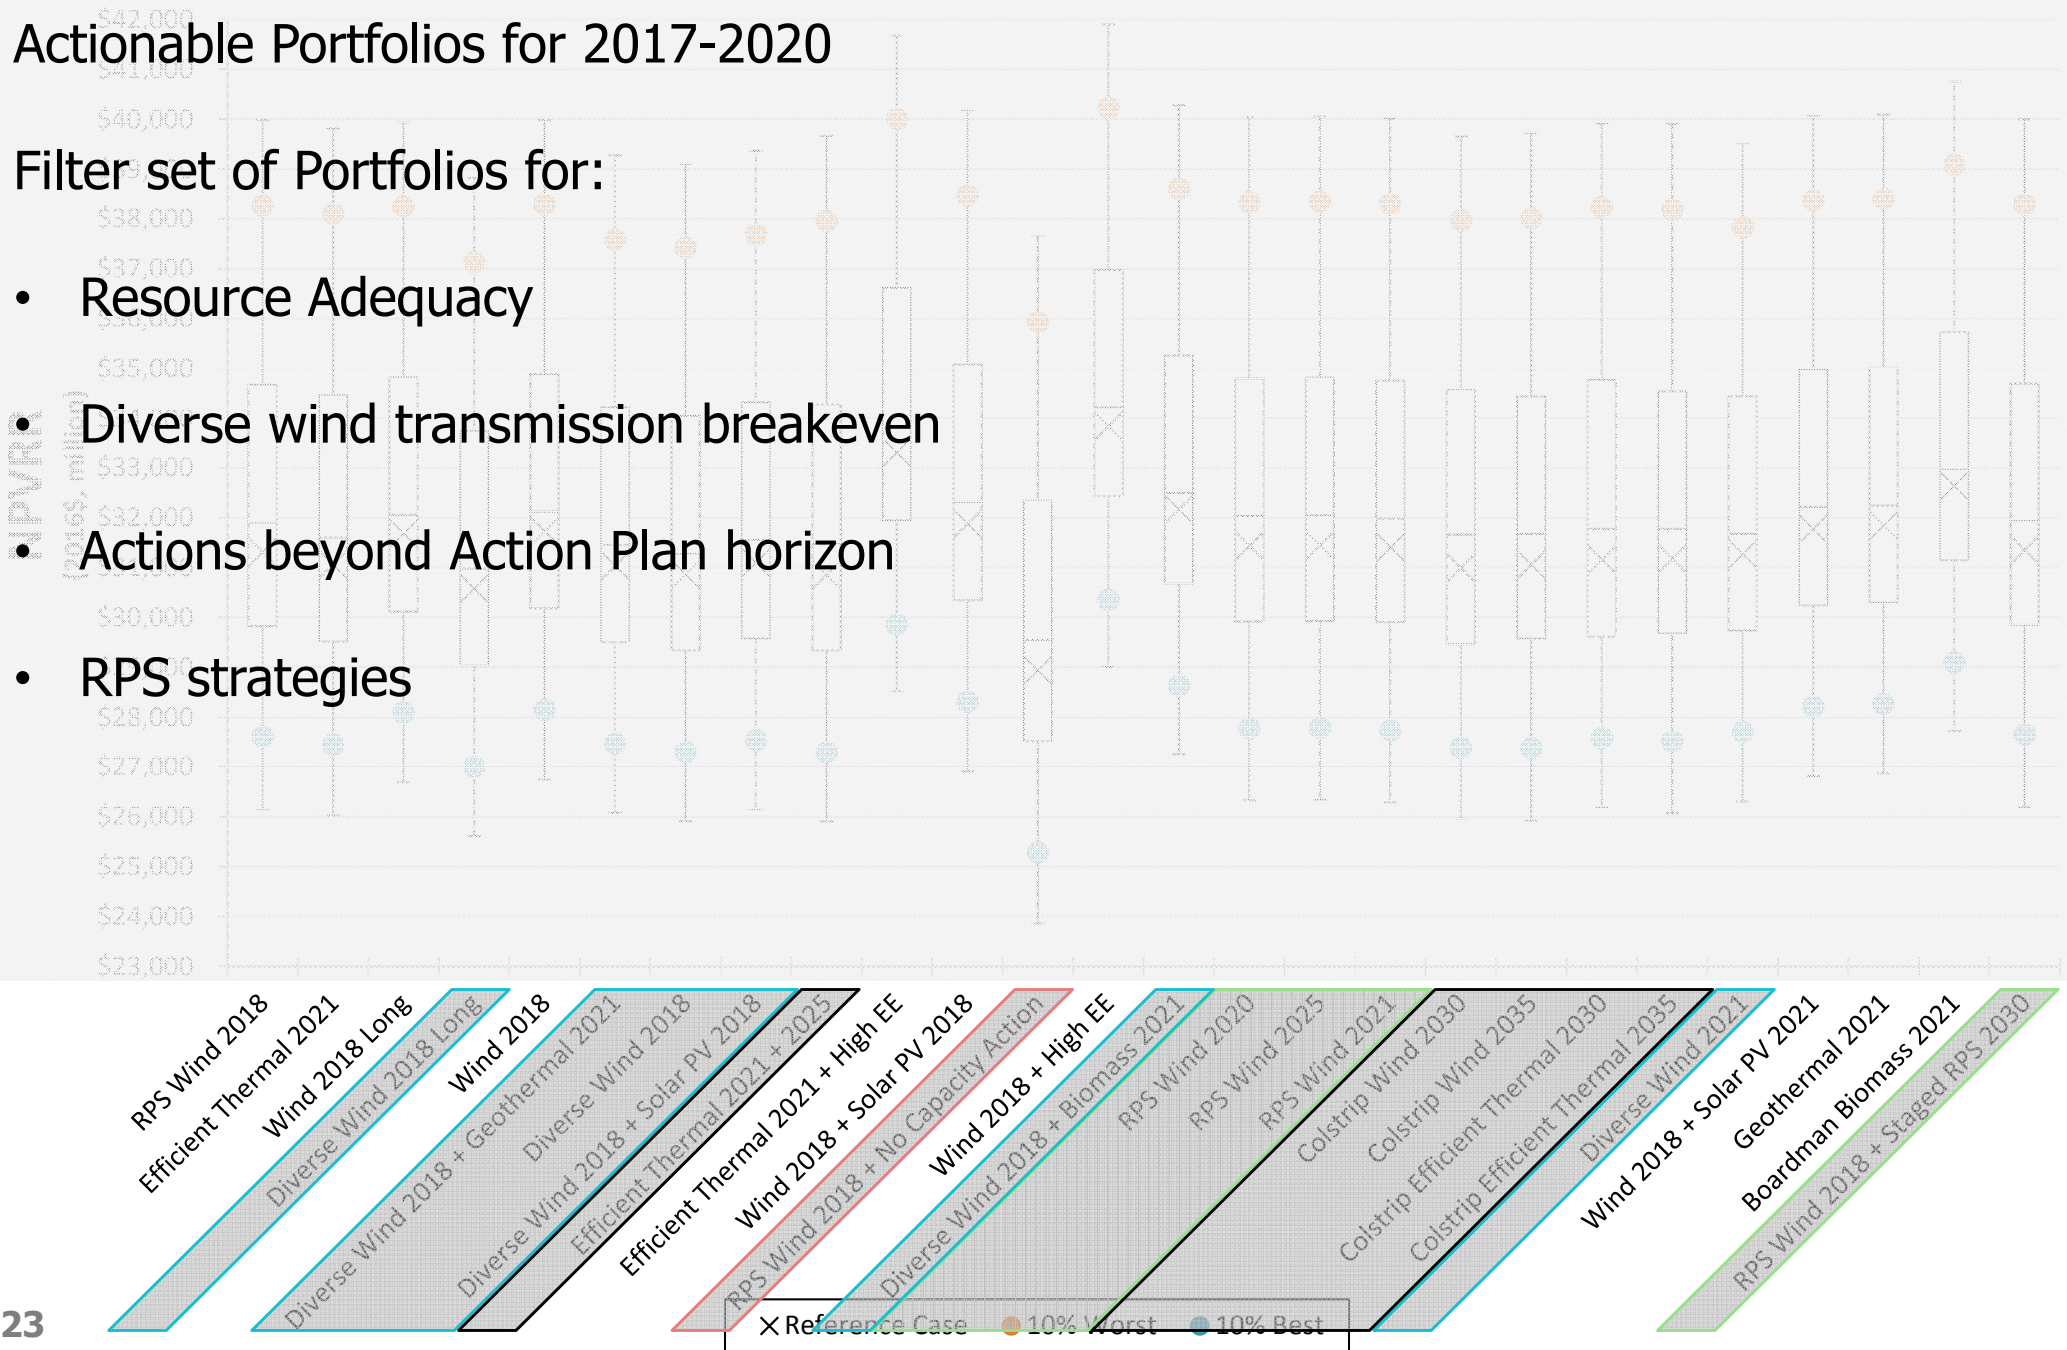 Actionable Portfolios for 2017-2020
Filter set of Portfolios for:
• Resource Adequacy
• Diverse wind transmission breakeven
• Actions beyond Action Plan horizon
• RPS strategies
$42,000
$41,000
$40,000
$38,000
$37,000
$35,000
$33,000
$32,000
$30,000
$28,000
$27,000
$26,000
$25,000
$24,000
$23,000
NPVRR
(2016$, million)
RPS Wind 2018
Efficient Thermal 2021
Wind 2018 Long
Diverse Wind 2018 Long
Wind 2018
Diverse Wind 2018 + Geothermal 2021
Diverse Wind 2018
Diverse Wind 2018 + Solar PV 2018
Efficient Thermal 2021 + 2025
Efficient Thermal 2021 + High EE
Wind 2018 + Solar PV 2018
RPS Wind 2018 + No Capacity Action
Wind 2018 + High EE
Diverse Wind 2018 + Biomass 2021
RPS Wind 2020
RPS Wind 2025
RPS Wind 2021
Colstrip Wind 2030
Colstrip Wind 2035
Colstrip Efficient Thermal 2030
Colstrip Efficient Thermal 2035
Diverse Wind 2021
Wind 2018 + Solar PV 2021
Geothermal 2021
Boardman Biomass 2021
RPS Wind 2018 + Staged RPS 2030
Reference Case 10% Worst 10% Best
23